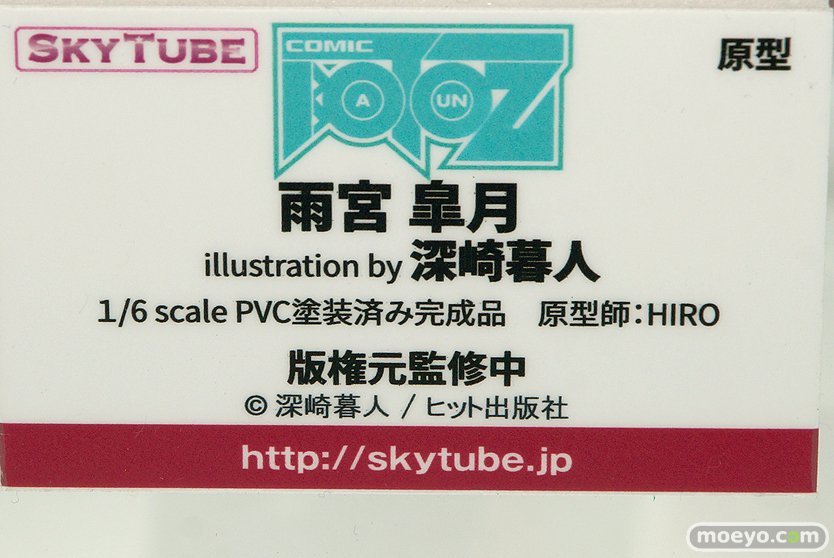 SKYTUBE
COMIC
A UN
原型
雨宮 皐月
illustration by 深崎暮人
1/6 scale PVC塗装済み完成品 原型師：HIRO
版権元監修中
© 深崎暮人 / ヒット出版社
http://skytube.jp
moeyo.com